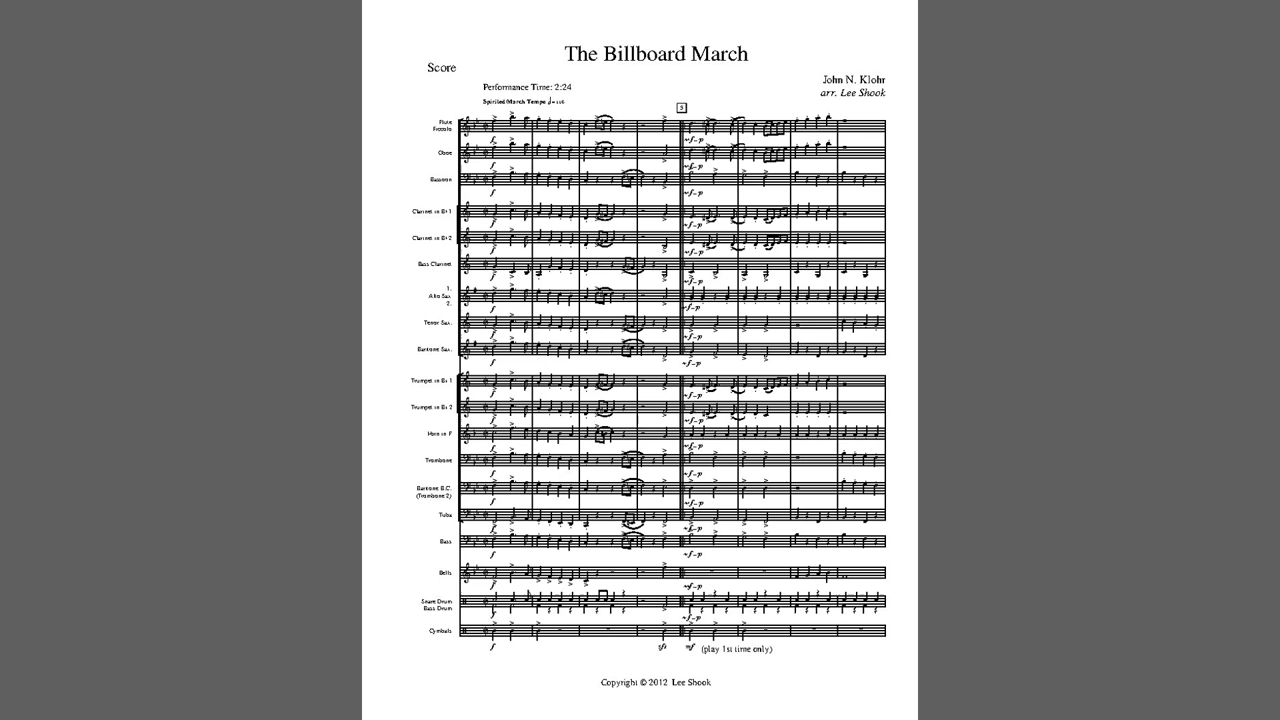 The Billboard March
Score
John N. Klohr
Performance Time: 2:24
arr. Lee Shook
Spirited March Tempo
5
Flute
Piccolo
Oboe
Bassoon
Clarinet in B♭ 1
Clarinet in B♭ 2
Bass Clarinet
1.
Alto Sax
2.
Tenor Sax.
Baritone Sax.
Trumpet in B♭ 1
Trumpet in B♭ 2
Horn in F
Trombone
Baritone B.C.
(Trombone 2)
Tuba
Bass
Bells
Snare Drum
Bass Drum
Cymbals
f
mf-p
sfz
mf
(play 1st time only)
Copyright © 2012 Lee Shook